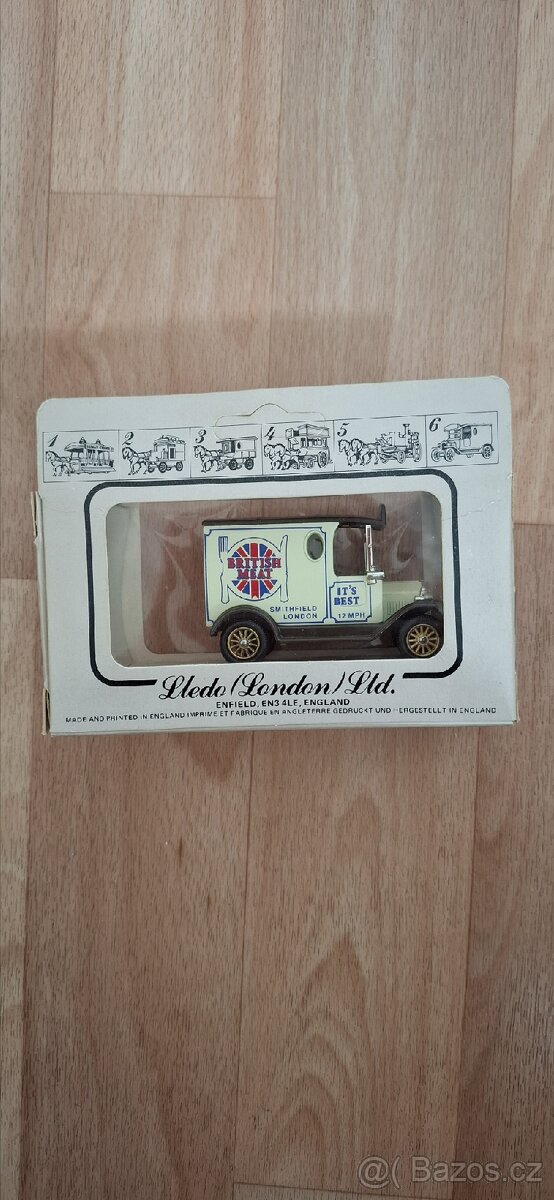 1 2 3 4 5 6
BRITISH
MEAT
SMITHFIELD
LONDON
IT'S
BEST
12 MPH
Lledo (London) Ltd.
ENFIELD, EN3 4LE, ENGLAND
MADE AND PRINTED IN ENGLAND IMPRIME ET FABRIQUE EN ANGLETERRE GEDRUCKT UND HERGESTELLT IN ENGLAND
@( Bazos.cz